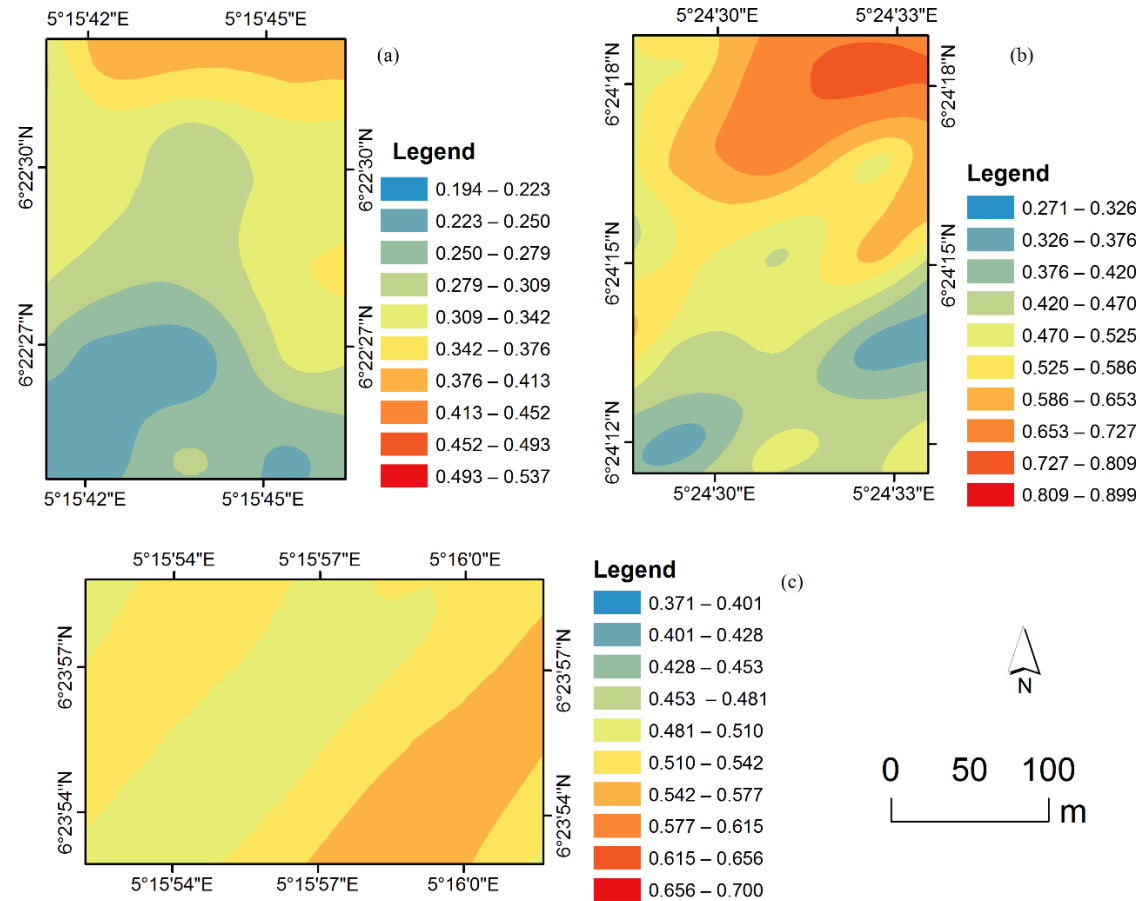 5°15'42"E 5°15'45"E
(a)
6°22'30"N
6°22'27"N
6°22'30"N
6°22'27"N
5°15'42"E 5°15'45"E
Legend
0.194 – 0.223
0.223 – 0.250
0.250 – 0.279
0.279 – 0.309
0.309 – 0.342
0.342 – 0.376
0.376 – 0.413
0.413 – 0.452
0.452 – 0.493
0.493 – 0.537
5°24'30"E 5°24'33"E
(b)
6°24'18"N
6°24'15"N
6°24'12"N
6°24'18"N
6°24'15"N
5°24'30"E 5°24'33"E
Legend
0.271 – 0.326
0.326 – 0.376
0.376 – 0.420
0.420 – 0.470
0.470 – 0.525
0.525 – 0.586
0.586 – 0.653
0.653 – 0.727
0.727 – 0.809
0.809 – 0.899
5°15'54"E 5°15'57"E 5°16'0"E
6°23'57"N
6°23'54"N
6°23'57"N
6°23'54"N
5°15'54"E 5°15'57"E 5°16'0"E
Legend
(c)
0.371 – 0.401
0.401 – 0.428
0.428 – 0.453
0.453 – 0.481
0.481 – 0.510
0.510 – 0.542
0.542 – 0.577
0.577 – 0.615
0.615 – 0.656
0.656 – 0.700
N
0 50 100
m